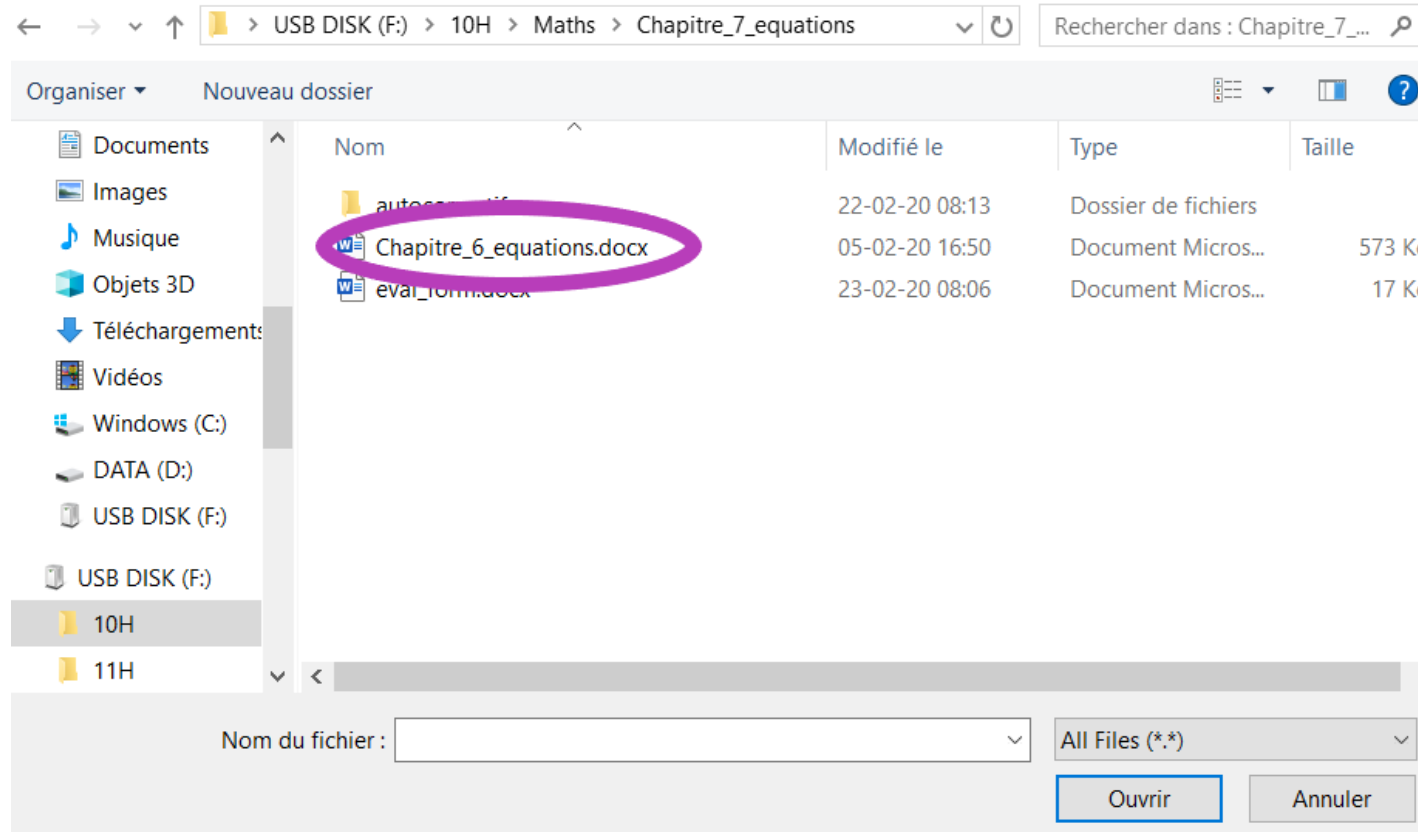 USB DISK (F:) > 10H > Maths > Chapitre_7_equations
Rechercher dans : Chapitre_7_...
Organiser
Nouveau dossier
?
Documents
Images
Musique
Objets 3D
Téléchargements
Vidéos
Windows (C:)
DATA (D:)
USB DISK (F:)
USB DISK (F:)
10H
11H
Nom Modifié le Type Taille
22-02-20 08:13 Dossier de fichiers
Chapitre_6_equations.docx 05-02-20 16:50 Document Micros... 573 K
eval_form.docx 23-02-20 08:06 Document Micros... 17 K
Nom du fichier :
All Files (*.*)
Ouvrir
Annuler